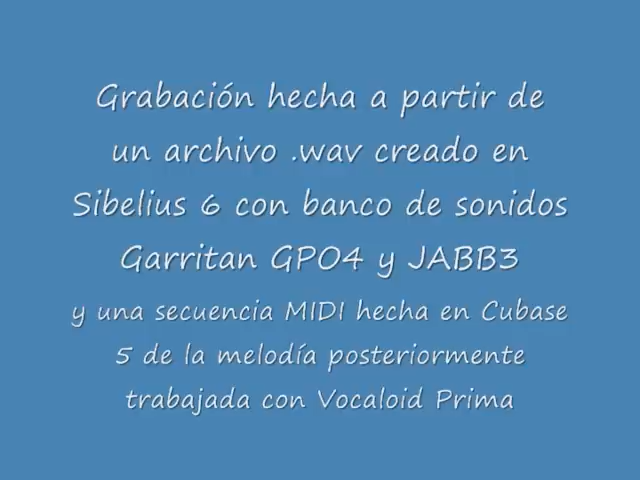 Grabación hecha a partir de
un archivo .wav creado en
Sibelius 6 con banco de sonidos
Garritan GPO4 y JABB3
y una secuencia MIDI hecha en Cubase
5 de la melodía posteriormente
trabajada con Vocaloid Prima